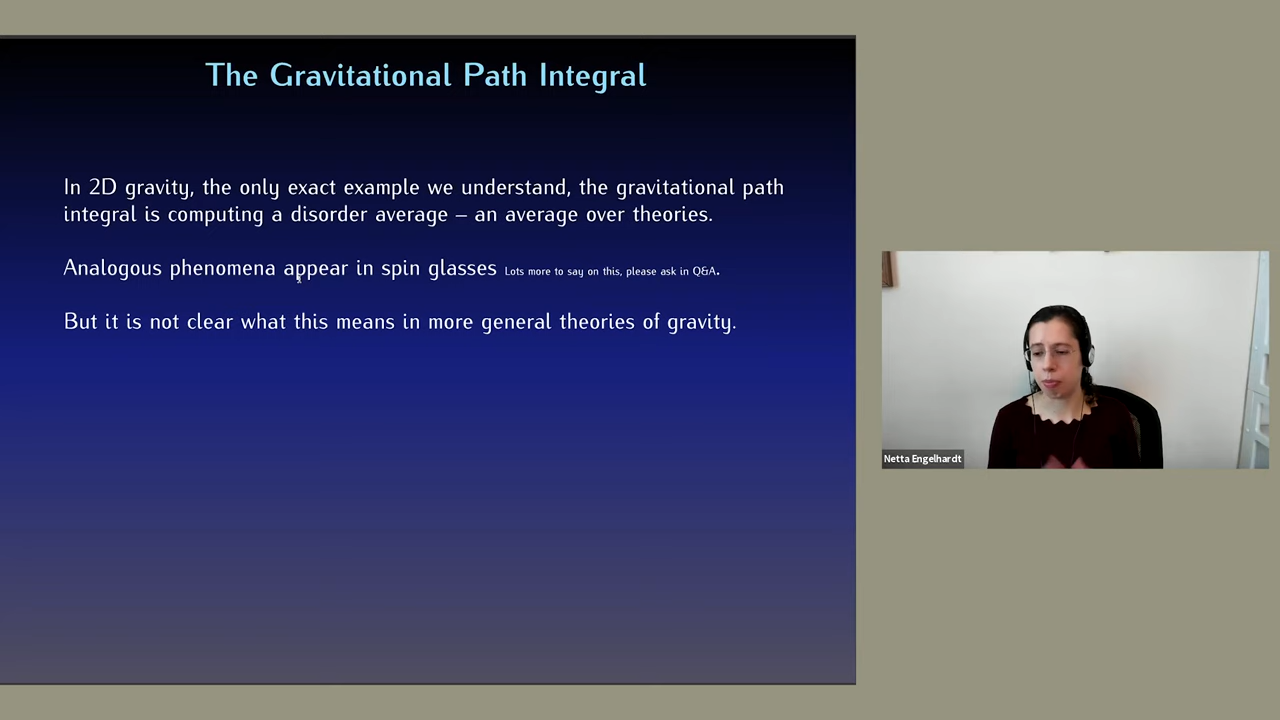 The Gravitational Path Integral
In 2D gravity, the only exact example we understand, the gravitational path
integral is computing a disorder average – an average over theories.
Analogous phenomena appear in spin glasses Lots more to say on this, please ask in Q&A.
But it is not clear what this means in more general theories of gravity.
Netta Engelhardt